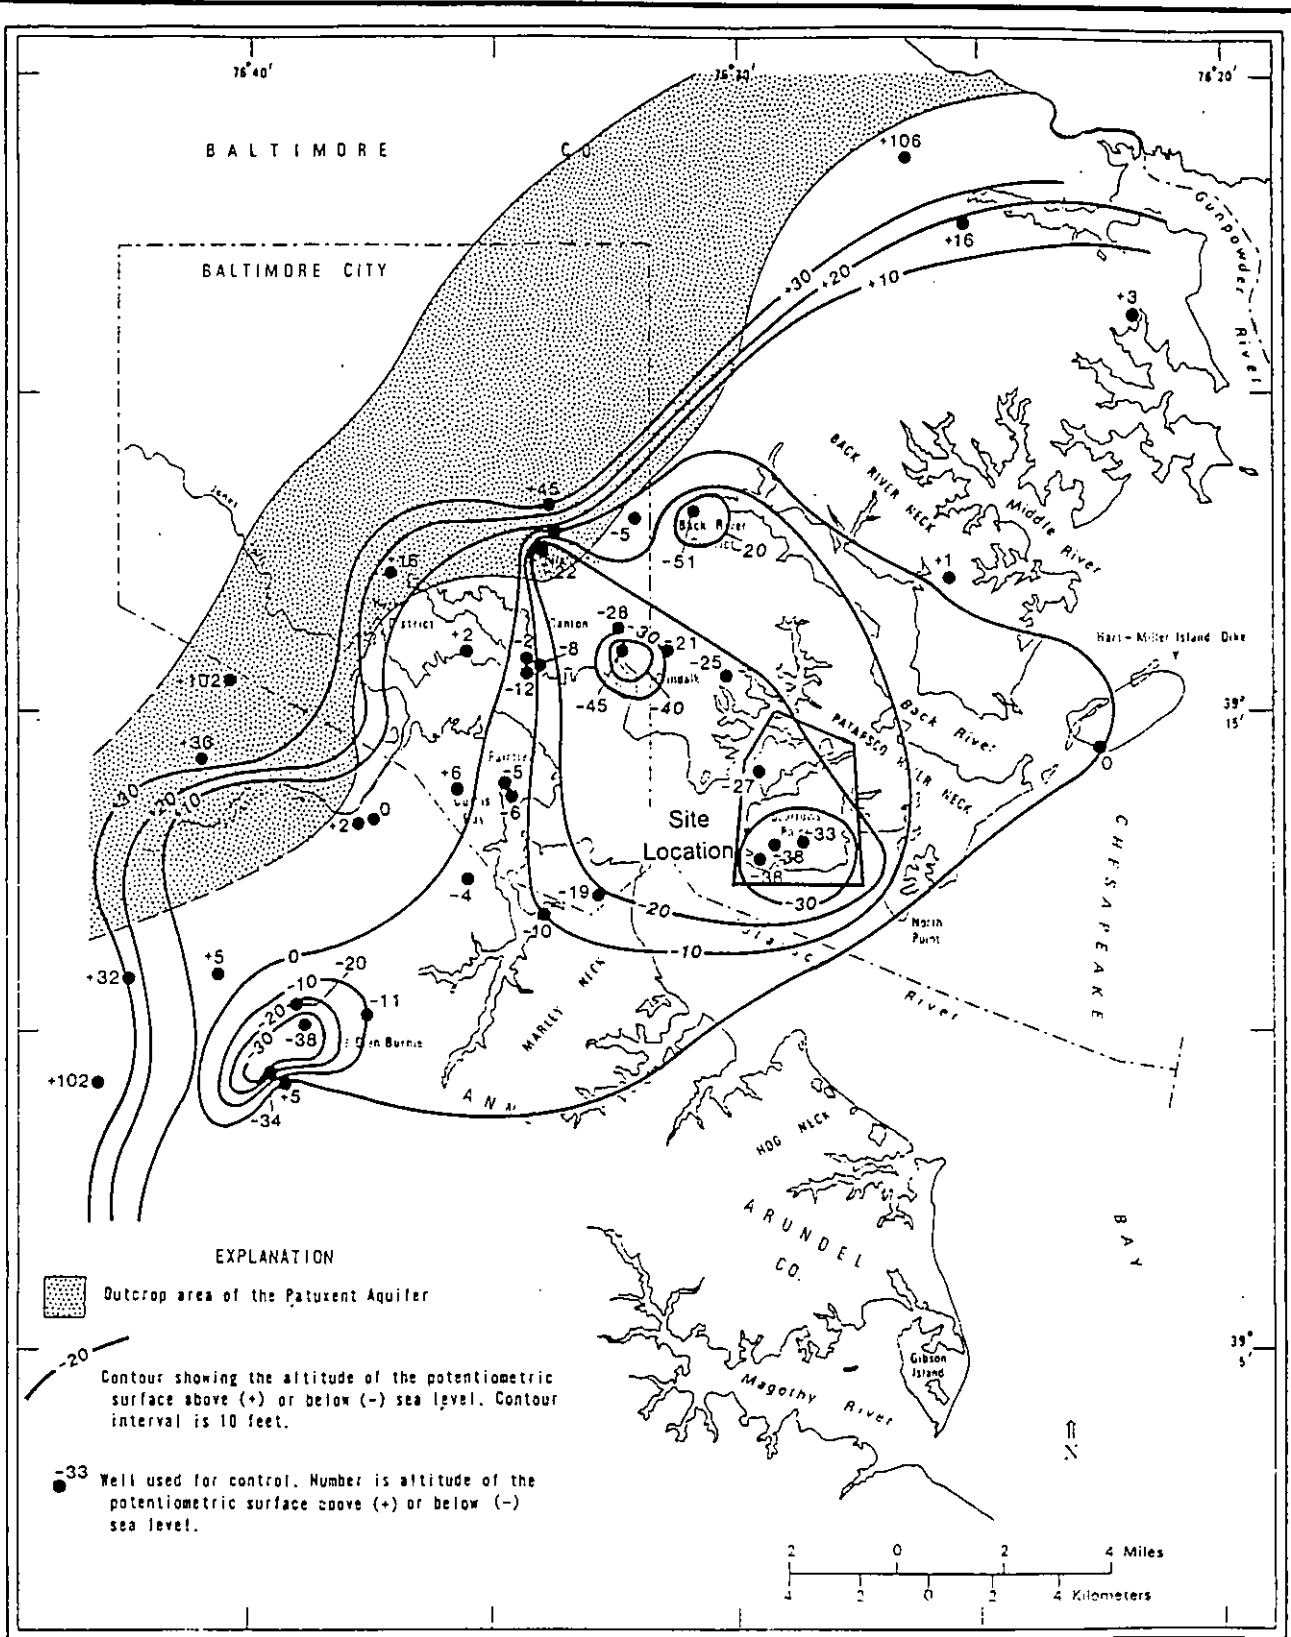 76°40'
76°30'
76°20'
BALTIMORE
CO
+106
Gunpowder
River
+16
BALTIMORE CITY
+30
+20
+10
+3
Jones
+45
BACK RIVER NECK
Middle
River
-5
Back River
-51
-20
-22
+15
+1
-28
-30
-21
Canton
strict
+2
-2
-8
-12
-25
Hart-Miller Island Dike
+102
Dundalk
-45
-40
39°
15'
Back River
PATAPSCO RIVER NECK
0
+36
+30
+20
+10
+6
-5
-6
-27
+2
0
Site
Location
-33
-38
-38
-30
CHESAPEAKE
-4
-19
-20
-10
-10
North
Point
River
+32
+5
0
-20
-10
-20
-11
-30
-38
Glen Burnie
MARLEY NECK
+102
+5
-34
ANN
HOG NECK
ARUNDEL
CO.
BAY
EXPLANATION
Outcrop area of the Patuxent Aquifer
-20
Contour showing the altitude of the potentiometric
surface above (+) or below (-) sea level. Contour
interval is 10 feet.
-33
Well used for control. Number is altitude of the
potentiometric surface above (+) or below (-)
sea level.
39°
5'
Gibson
Island
Magothy River
N
2 0 2 4 Miles
4 2 0 2 4 Kilometers